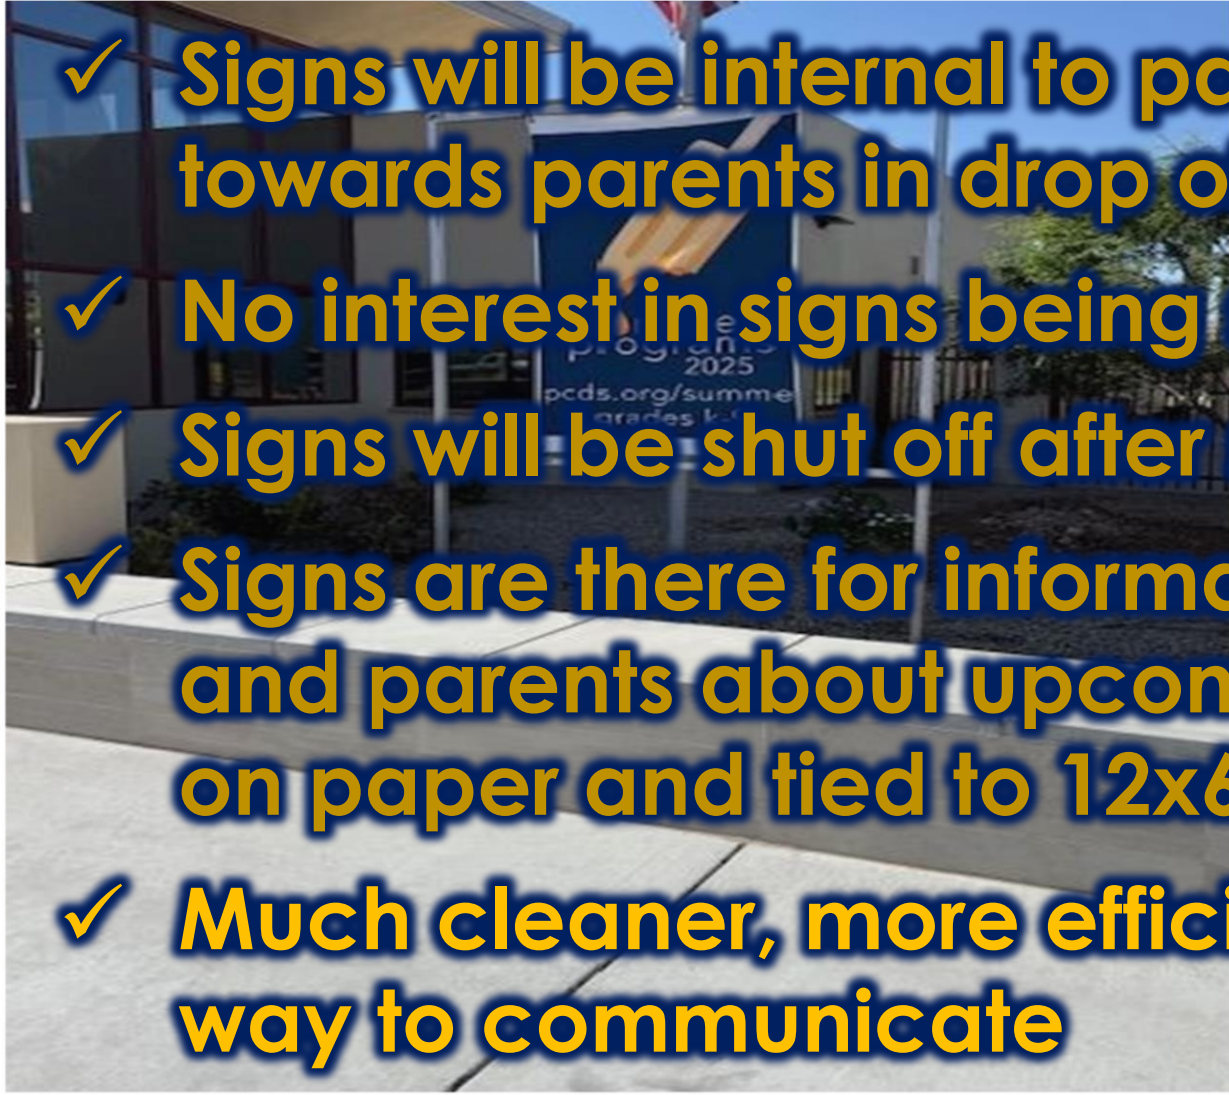 ✓ Signs will be internal to pa
towards parents in drop o
✓ No interest in signs being
✓ Signs will be shut off after
✓ Signs are there for informa
and parents about upcom
on paper and tied to 12x6
✓ Much cleaner, more effici
way to communicate
2025
pcds.org/summe
grades k-